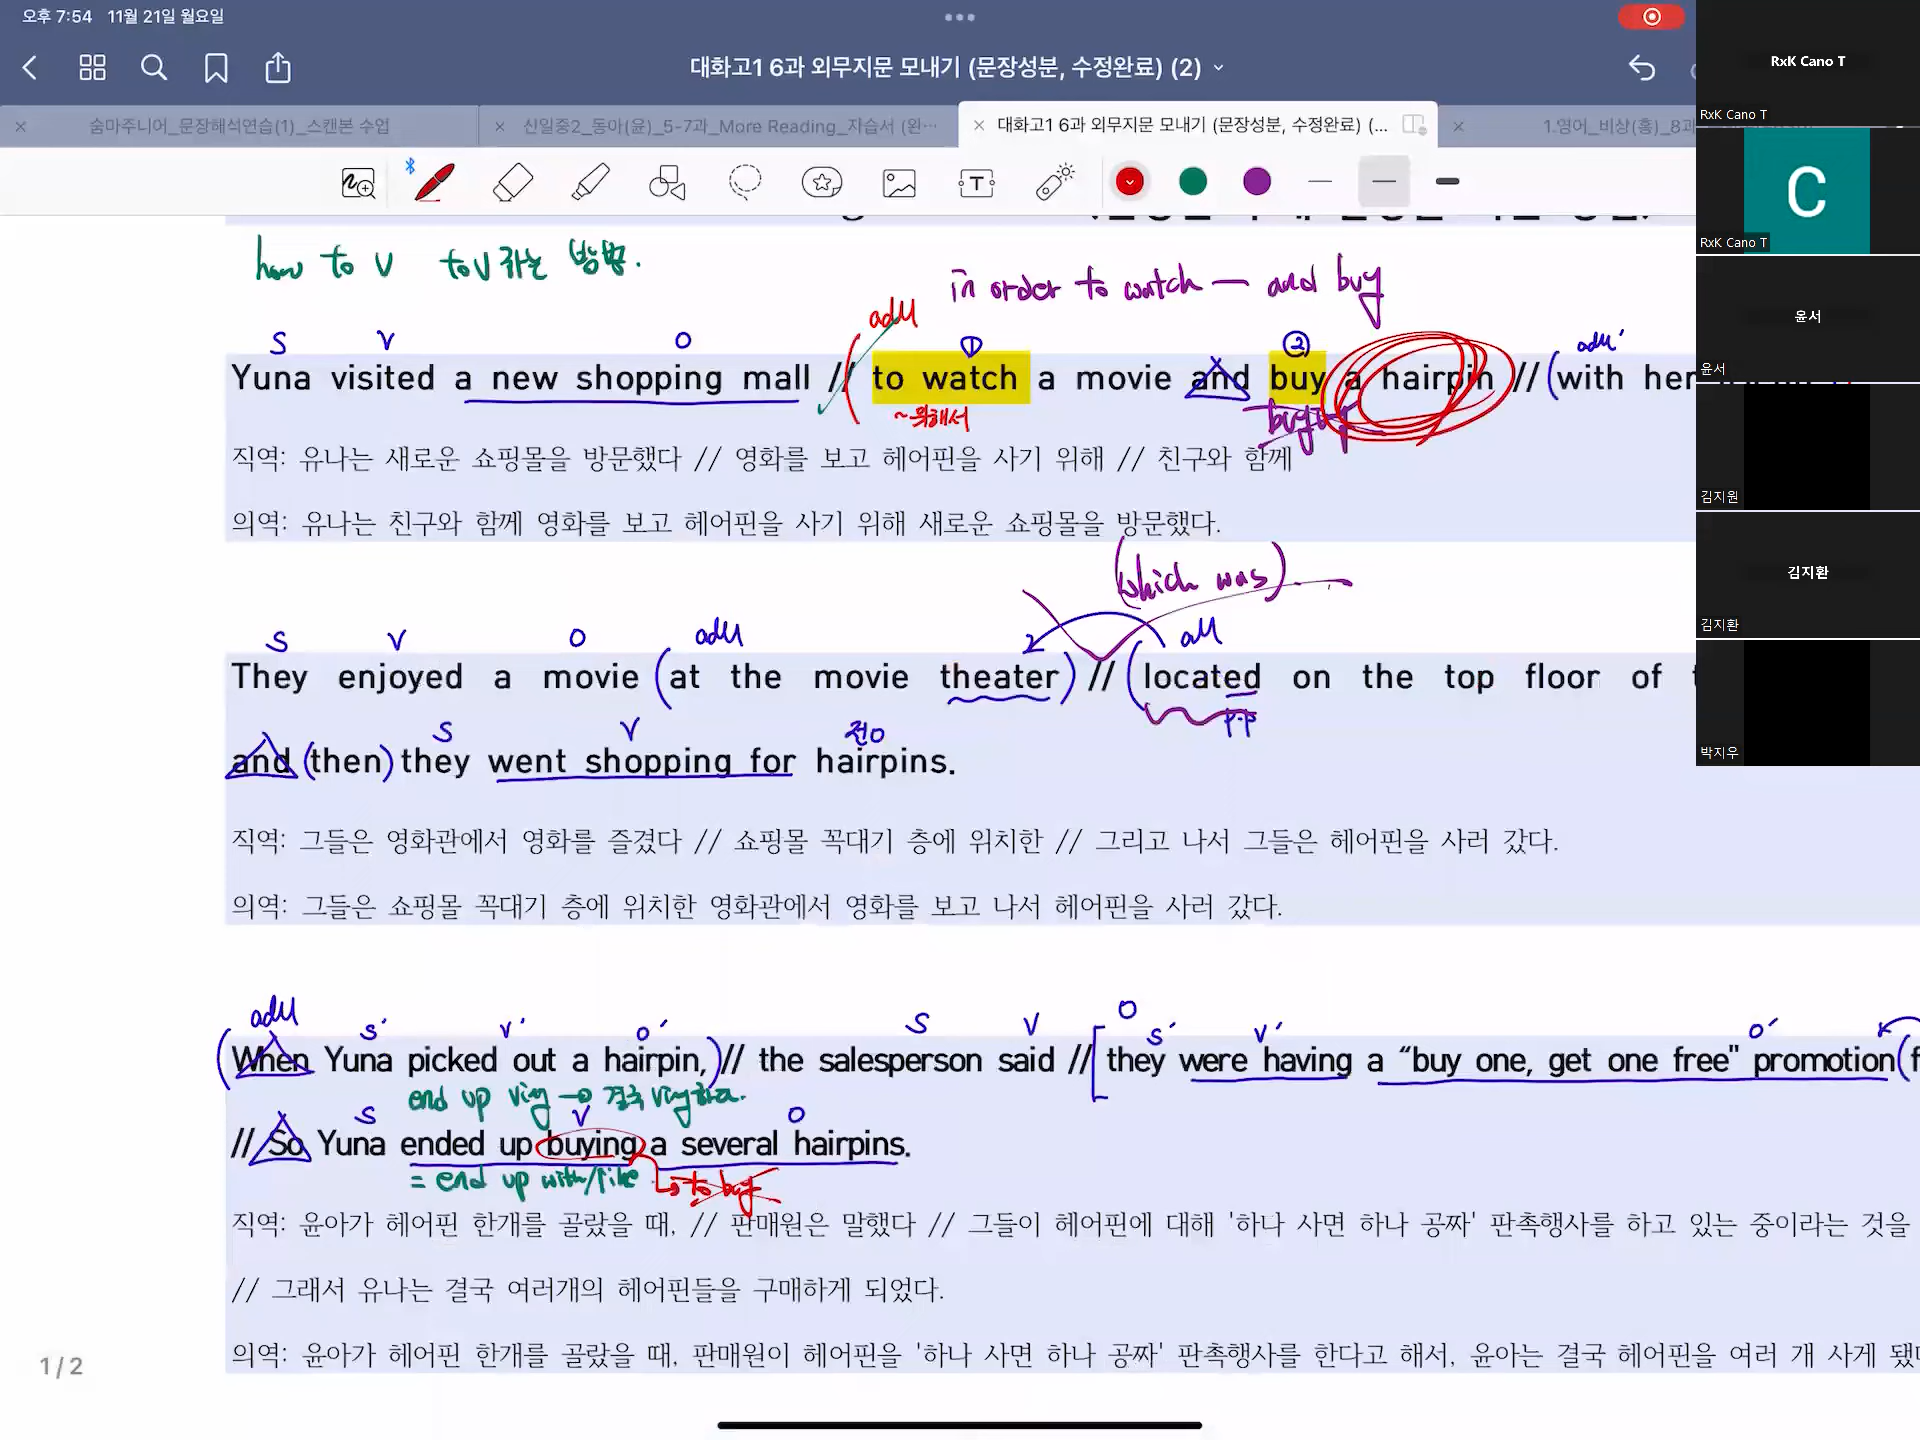 오후 7:54 11월 21일 월요일
대화고1 6과 외무지문 모내기 (문장성분, 수정완료) (2)
숨마주니어_문장해석연습(1)_스캔본 수업
신일중2_동아(윤)_5-7과_More Reading_자습서 (완...
대화고1 6과 외무지문 모내기 (문장성분, 수정완료) (...
1.영어_비상(홍)_8과
how to V to V 하는 방법.
in order to watch — and buy
adv
S V O ① ② adv'
Yuna visited a new shopping mall // to watch a movie and buy a hairpin // (with her
~위해서
직역: 유나는 새로운 쇼핑몰을 방문했다 // 영화를 보고 헤어핀을 사기 위해 // 친구와 함께
의역: 유나는 친구와 함께 영화를 보고 헤어핀을 사기 위해 새로운 쇼핑몰을 방문했다.
(which was)
S V O adv
They enjoyed a movie (at the movie theater) // (located on the top floor of
p.p
S V 전O
and (then) they went shopping for hairpins.
직역: 그들은 영화관에서 영화를 즐겼다 // 쇼핑몰 꼭대기 층에 위치한 // 그리고 나서 그들은 헤어핀을 사러 갔다.
의역: 그들은 쇼핑몰 꼭대기 층에 위치한 영화관에서 영화를 보고 나서 헤어핀을 사러 갔다.
adv S' V' O' S V O S' V' O'
(When Yuna picked out a hairpin,) // the salesperson said // [they were having a “buy one, get one free" promotion (f
end up ving → 결국 ving하다.
S V O
// So Yuna ended up buying a several hairpins.
= end up with/like to buy
직역: 윤아가 헤어핀 한개를 골랐을 때, // 판매원은 말했다 // 그들이 헤어핀에 대해 '하나 사면 하나 공짜' 판촉행사를 하고 있는 중이라는 것을
// 그래서 유나는 결국 여러개의 헤어핀들을 구매하게 되었다.
의역: 윤아가 헤어핀 한개를 골랐을 때, 판매원이 헤어핀을 '하나 사면 하나 공짜' 판촉행사를 한다고 해서, 윤아는 결국 헤어핀을 여러 개 사게 됐
1 / 2
RxK Cano T
RxK Cano T
C
RxK Cano T
윤서
윤서
김지원
김지환
김지환
박지우